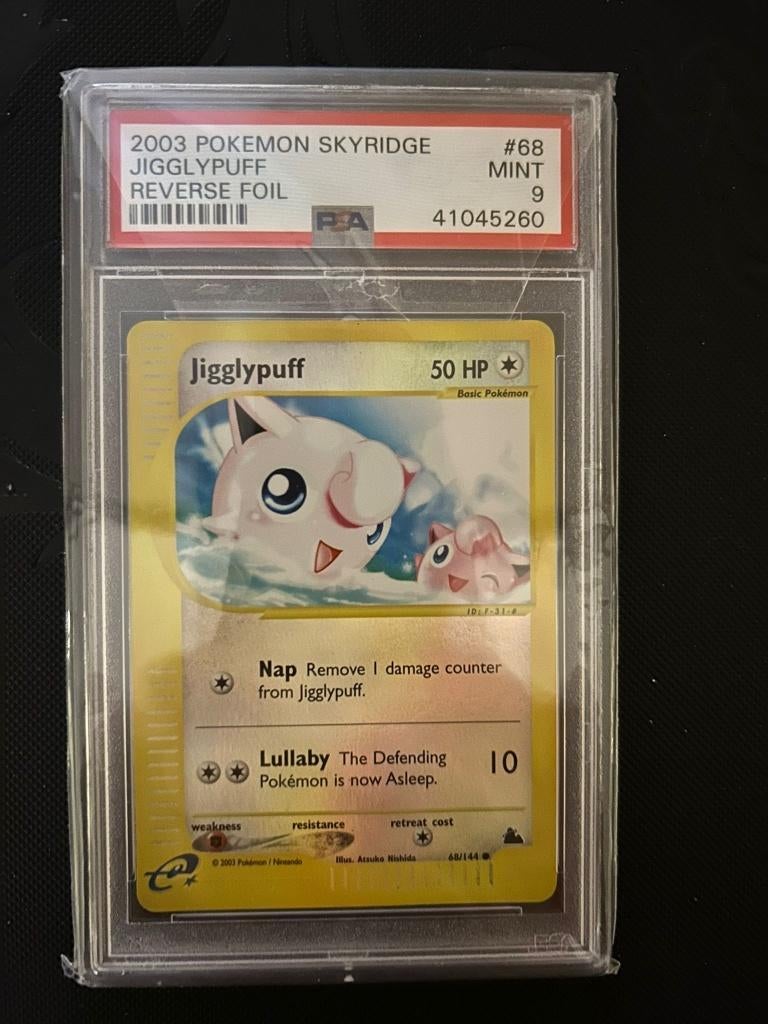 2003 POKEMON SKYRIDGE #68
JIGGLYPUFF MINT
REVERSE FOIL 9
PSA 41045260
Jigglypuff 50 HP
Basic Pokémon
ID: F-31-#
Nap Remove 1 damage counter
from Jigglypuff.
Lullaby The Defending 10
Pokémon is now Asleep.
weakness resistance retreat cost
© 2003 Pokémon / Nintendo Illus. Atsuko Nishida 68/144
e